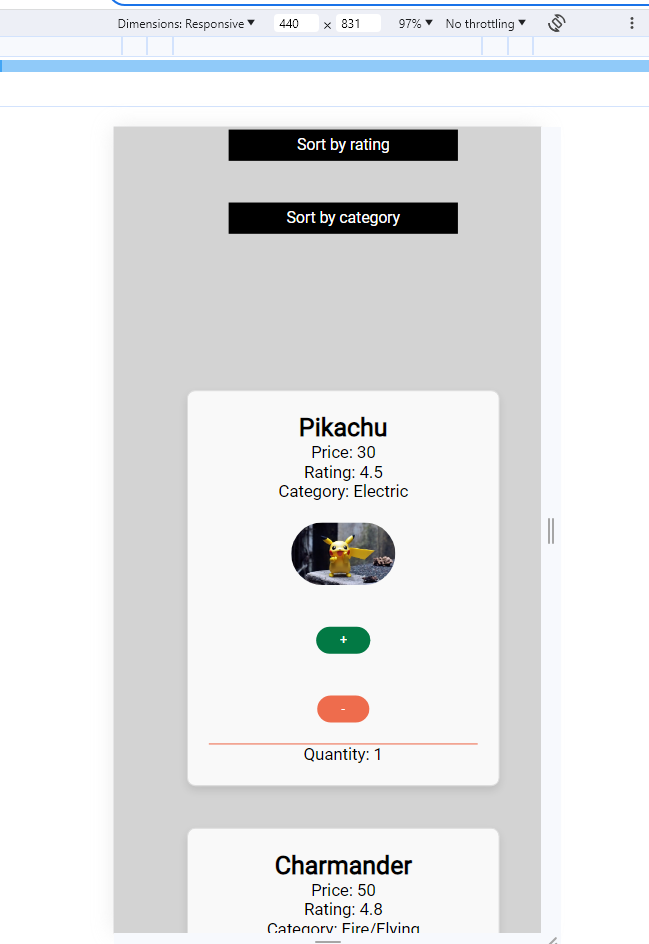 Dimensions: Responsive ▼ 440 × 831 97% ▼ No throttling ▼
Sort by rating
Sort by category
Pikachu
Price: 30
Rating: 4.5
Category: Electric
+
-
Quantity: 1
Charmander
Price: 50
Rating: 4.8
Category: Fire/Flying